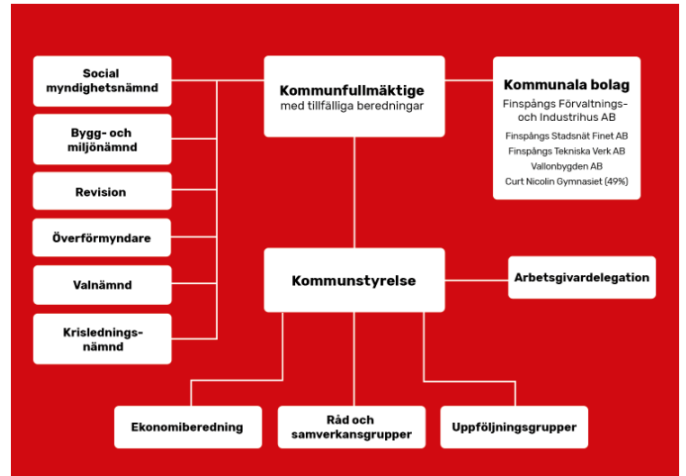 Social
myndighetsnämnd
Bygg- och
miljönämnd
Revision
Överförmyndare
Valnämnd
Krislednings-
nämnd
Kommunfullmäktige
med tillfälliga beredningar
Kommunala bolag
Finspångs Förvaltnings-
och Industrihus AB
Finspångs Stadsnät Finet AB
Finspångs Tekniska Verk AB
Vallonbygden AB
Curt Nicolin Gymnasiet (49%)
Kommunstyrelse
Arbetsgivardelegation
Ekonomiberedning
Råd och
samverkansgrupper
Uppföljningsgrupper